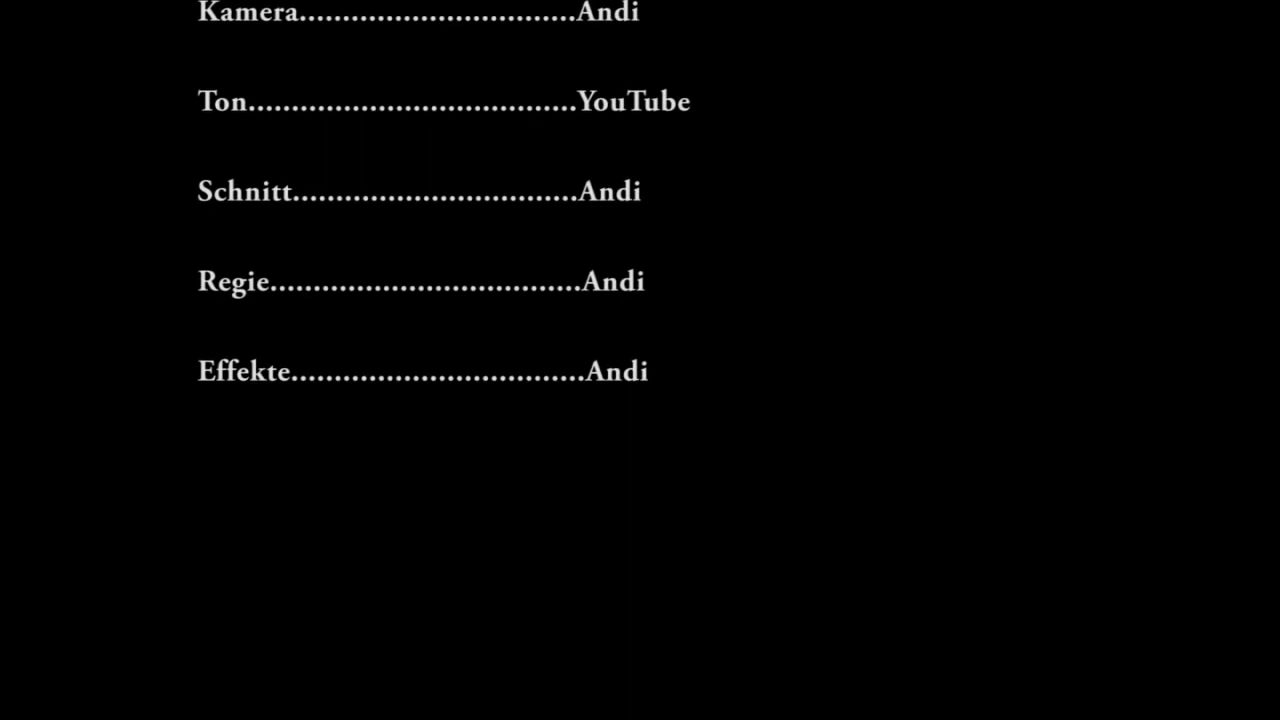 Kamera................................Andi
Ton......................................YouTube
Schnitt.................................Andi
Regie....................................Andi
Effekte..................................Andi